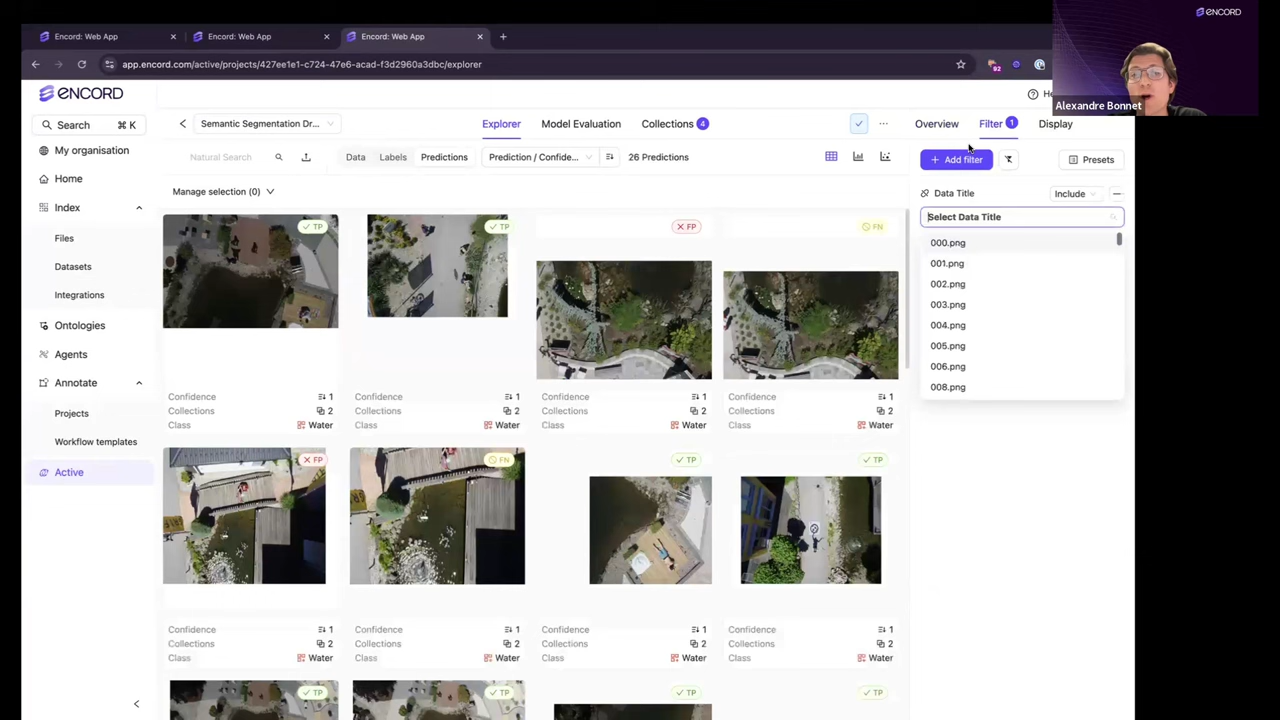 Encord: Web App
Encord: Web App
Encord: Web App
ENCORD
app.encord.com/active/projects/427ee1e1-c724-47e6-acad-f3d2960a3dbc/explorer
92
Alexandre Bonnet
ENCORD
He
Search ⌘ K
My organisation
Home
Index
Files
Datasets
Integrations
Ontologies
Agents
Annotate
Projects
Workflow templates
Active
Semantic Segmentation Dr...
Explorer
Model Evaluation
Collections 4
Overview
Filter 1
Display
Natural Search
Data
Labels
Predictions
Prediction / Confide...
26 Predictions
+ Add filter
Presets
Manage selection (0)
Data Title
Include
Select Data Title
000.png
001.png
002.png
003.png
004.png
005.png
006.png
008.png
TP
TP
FP
FN
Confidence 1
Collections 2
Class Water
Confidence 1
Collections 2
Class Water
Confidence 1
Collections 2
Class Water
Confidence 1
Collections 2
Class Water
FP
FN
TP
TP
Confidence 1
Collections 2
Class Water
Confidence 1
Collections 2
Class Water
Confidence 1
Collections 2
Class Water
Confidence 1
Collections 2
Class Water
TP
TP
TP
TP